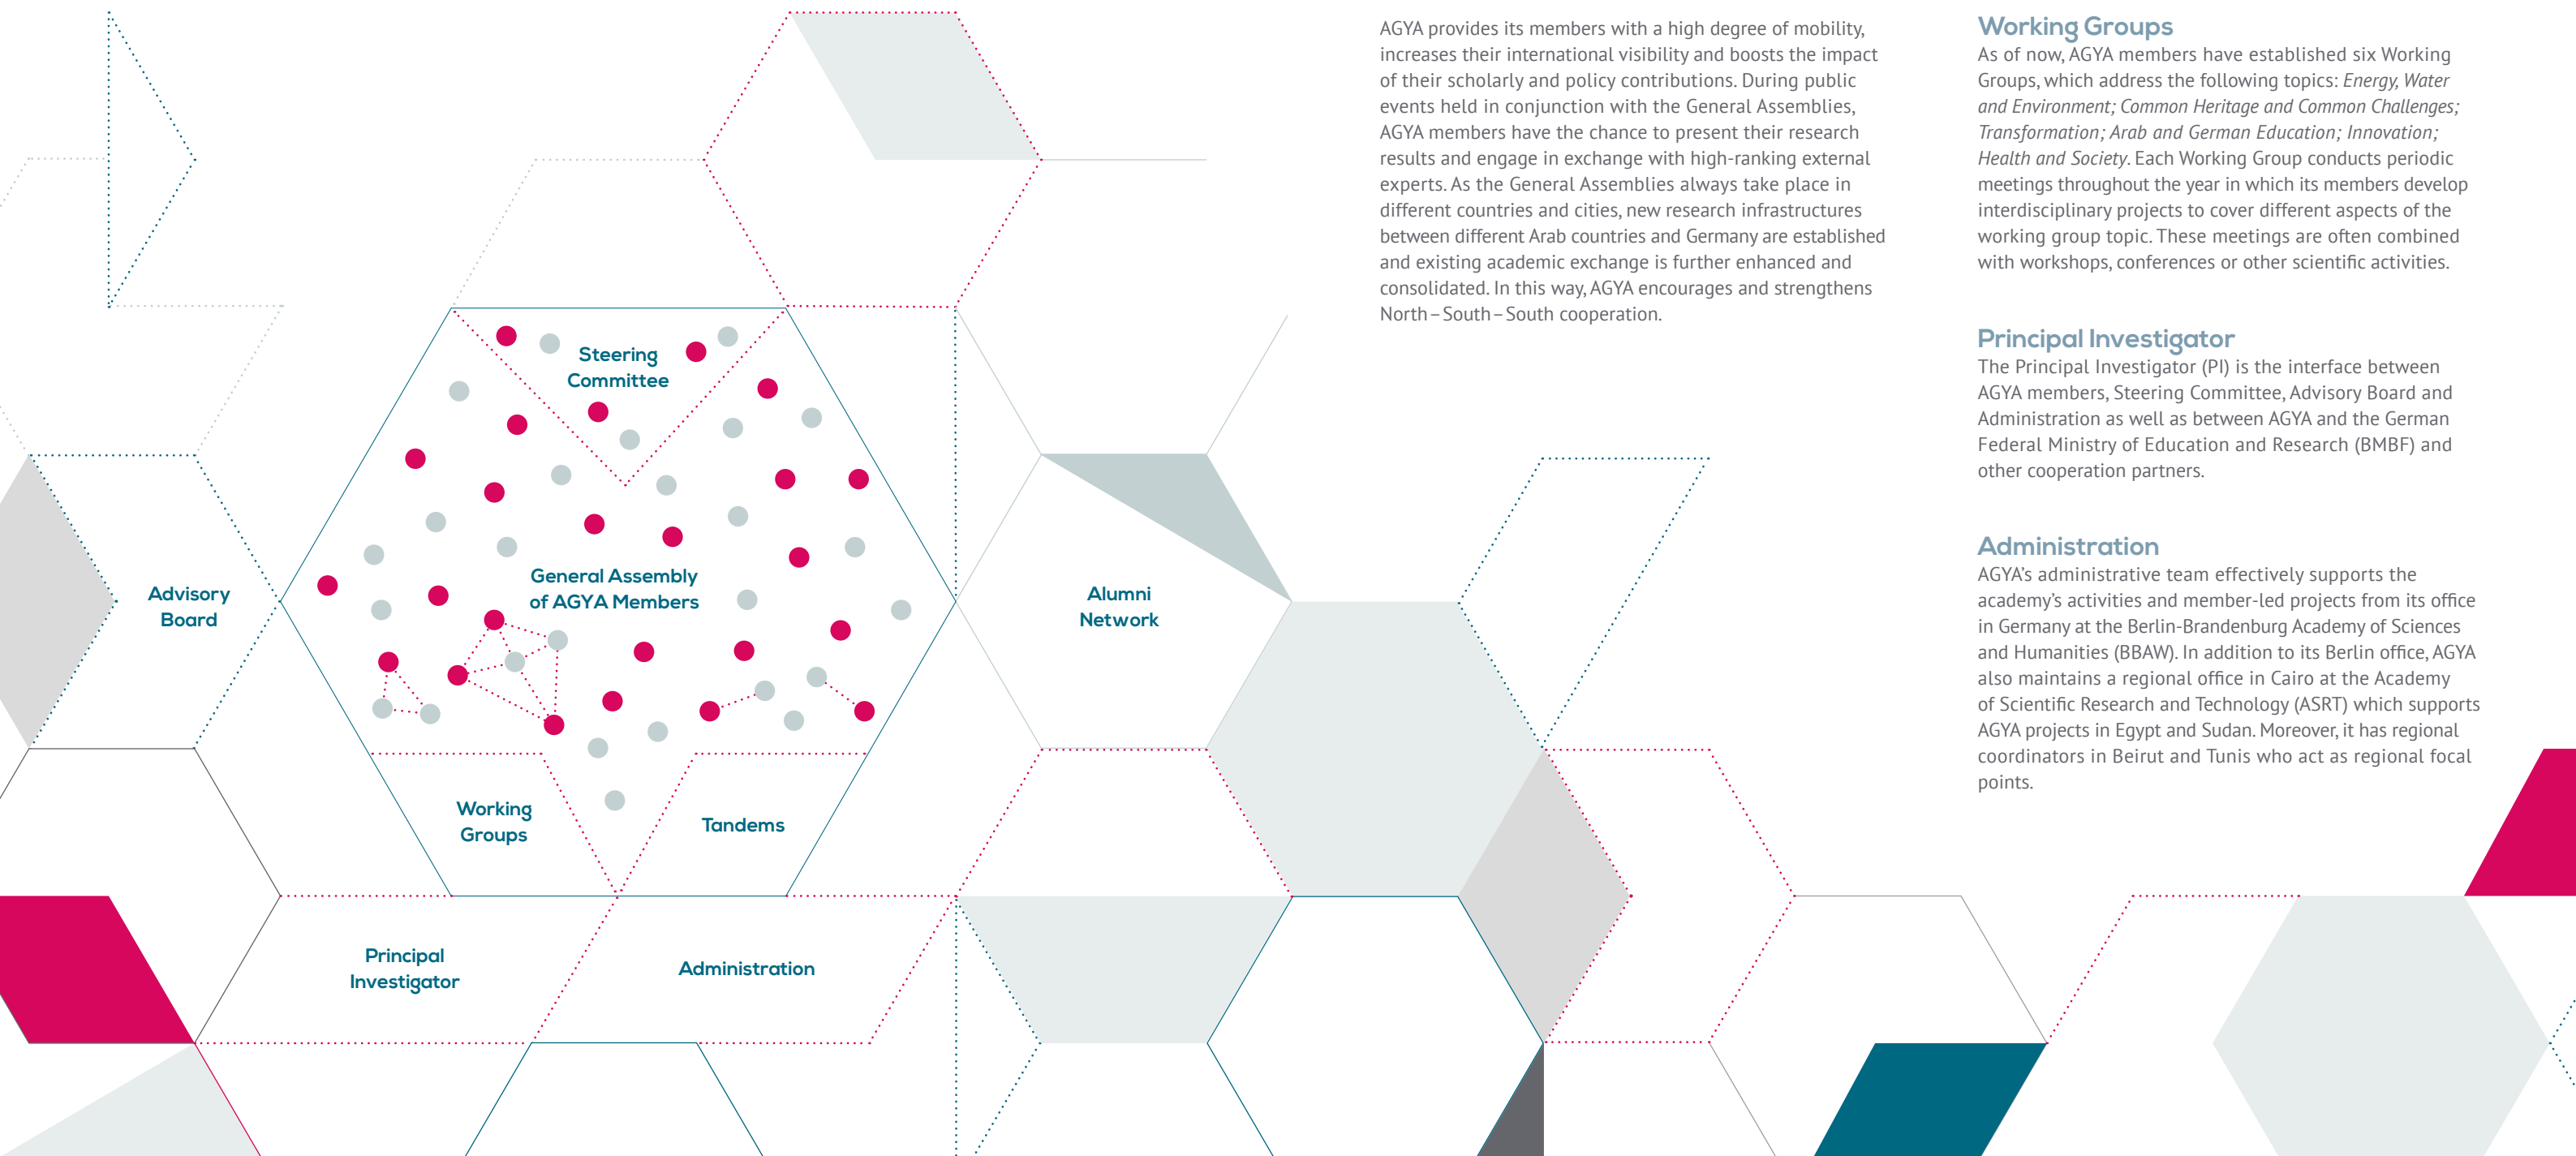 Steering
Committee
General Assembly
of AGYA Members
Advisory
Board
Alumni
Network
Working
Groups
Tandems
Principal
Investigator
Administration
AGYA provides its members with a high degree of mobility,
increases their international visibility and boosts the impact
of their scholarly and policy contributions. During public
events held in conjunction with the General Assemblies,
AGYA members have the chance to present their research
results and engage in exchange with high-ranking external
experts. As the General Assemblies always take place in
different countries and cities, new research infrastructures
between different Arab countries and Germany are established
and existing academic exchange is further enhanced and
consolidated. In this way, AGYA encourages and strengthens
North – South – South cooperation.
Working Groups
As of now, AGYA members have established six Working
Groups, which address the following topics: Energy, Water
and Environment; Common Heritage and Common Challenges;
Transformation; Arab and German Education; Innovation;
Health and Society. Each Working Group conducts periodic
meetings throughout the year in which its members develop
interdisciplinary projects to cover different aspects of the
working group topic. These meetings are often combined
with workshops, conferences or other scientific activities.
Principal Investigator
The Principal Investigator (PI) is the interface between
AGYA members, Steering Committee, Advisory Board and
Administration as well as between AGYA and the German
Federal Ministry of Education and Research (BMBF) and
other cooperation partners.
Administration
AGYA’s administrative team effectively supports the
academy’s activities and member-led projects from its office
in Germany at the Berlin-Brandenburg Academy of Sciences
and Humanities (BBAW). In addition to its Berlin office, AGYA
also maintains a regional office in Cairo at the Academy
of Scientific Research and Technology (ASRT) which supports
AGYA projects in Egypt and Sudan. Moreover, it has regional
coordinators in Beirut and Tunis who act as regional focal
points.